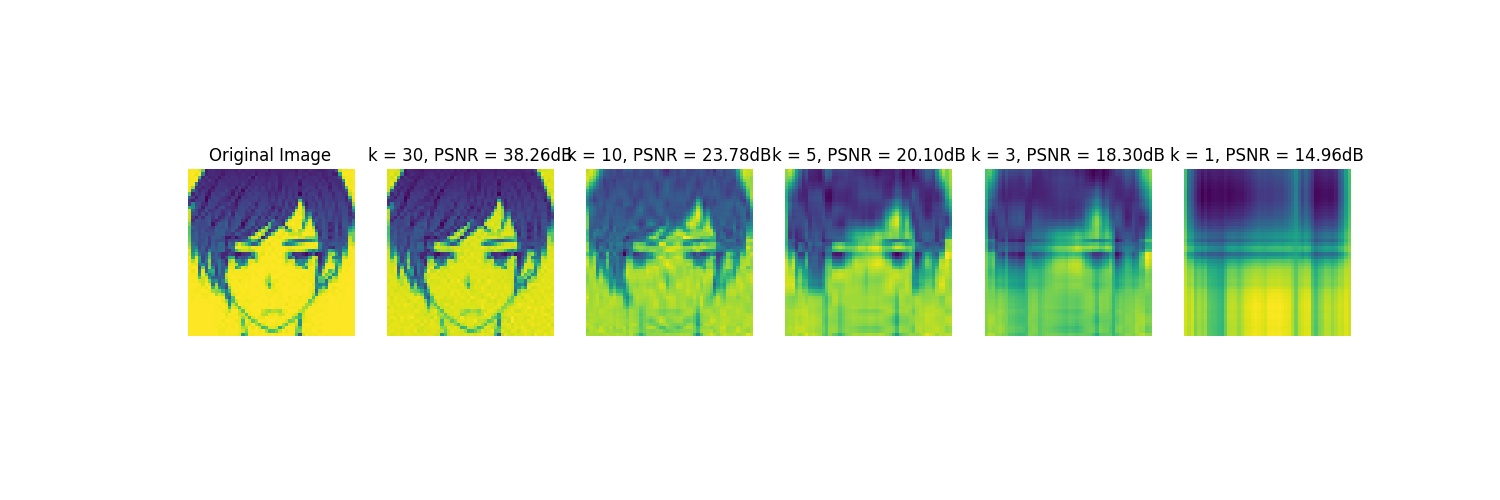 Original Image
k = 30, PSNR = 38.26dB
k = 10, PSNR = 23.78dB
k = 5, PSNR = 20.10dB
k = 3, PSNR = 18.30dB
k = 1, PSNR = 14.96dB